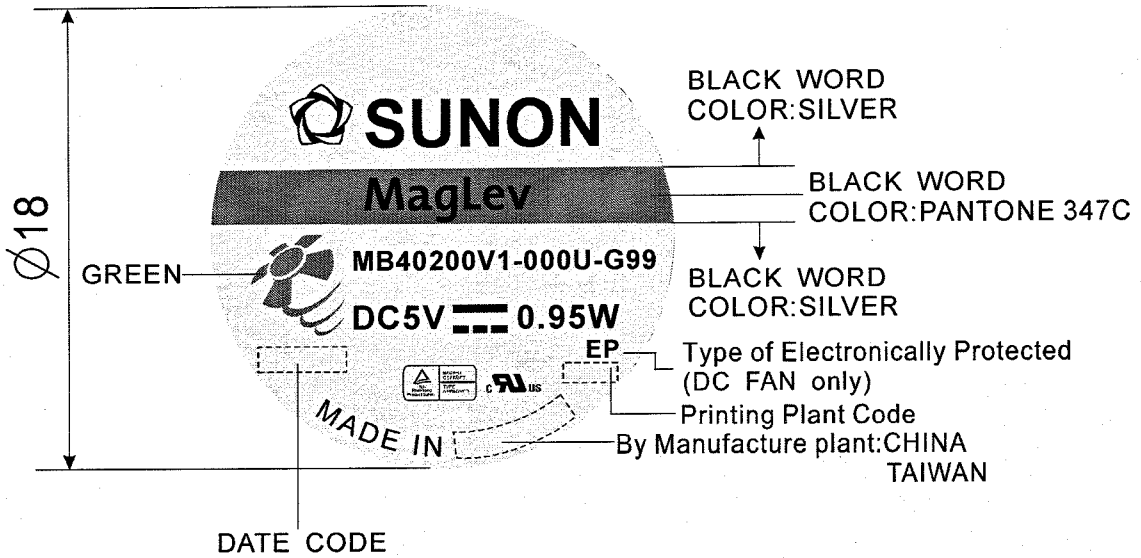 SUNON
MagLev
MB40200V1-000U-G99
DC5V 0.95W
EP
c RU US
MADE IN
Ø18
GREEN
DATE CODE
BLACK WORD
COLOR:SILVER
BLACK WORD
COLOR:PANTONE 347C
BLACK WORD
COLOR:SILVER
Type of Electronically Protected
(DC FAN only)
Printing Plant Code
By Manufacture plant:CHINA
TAIWAN